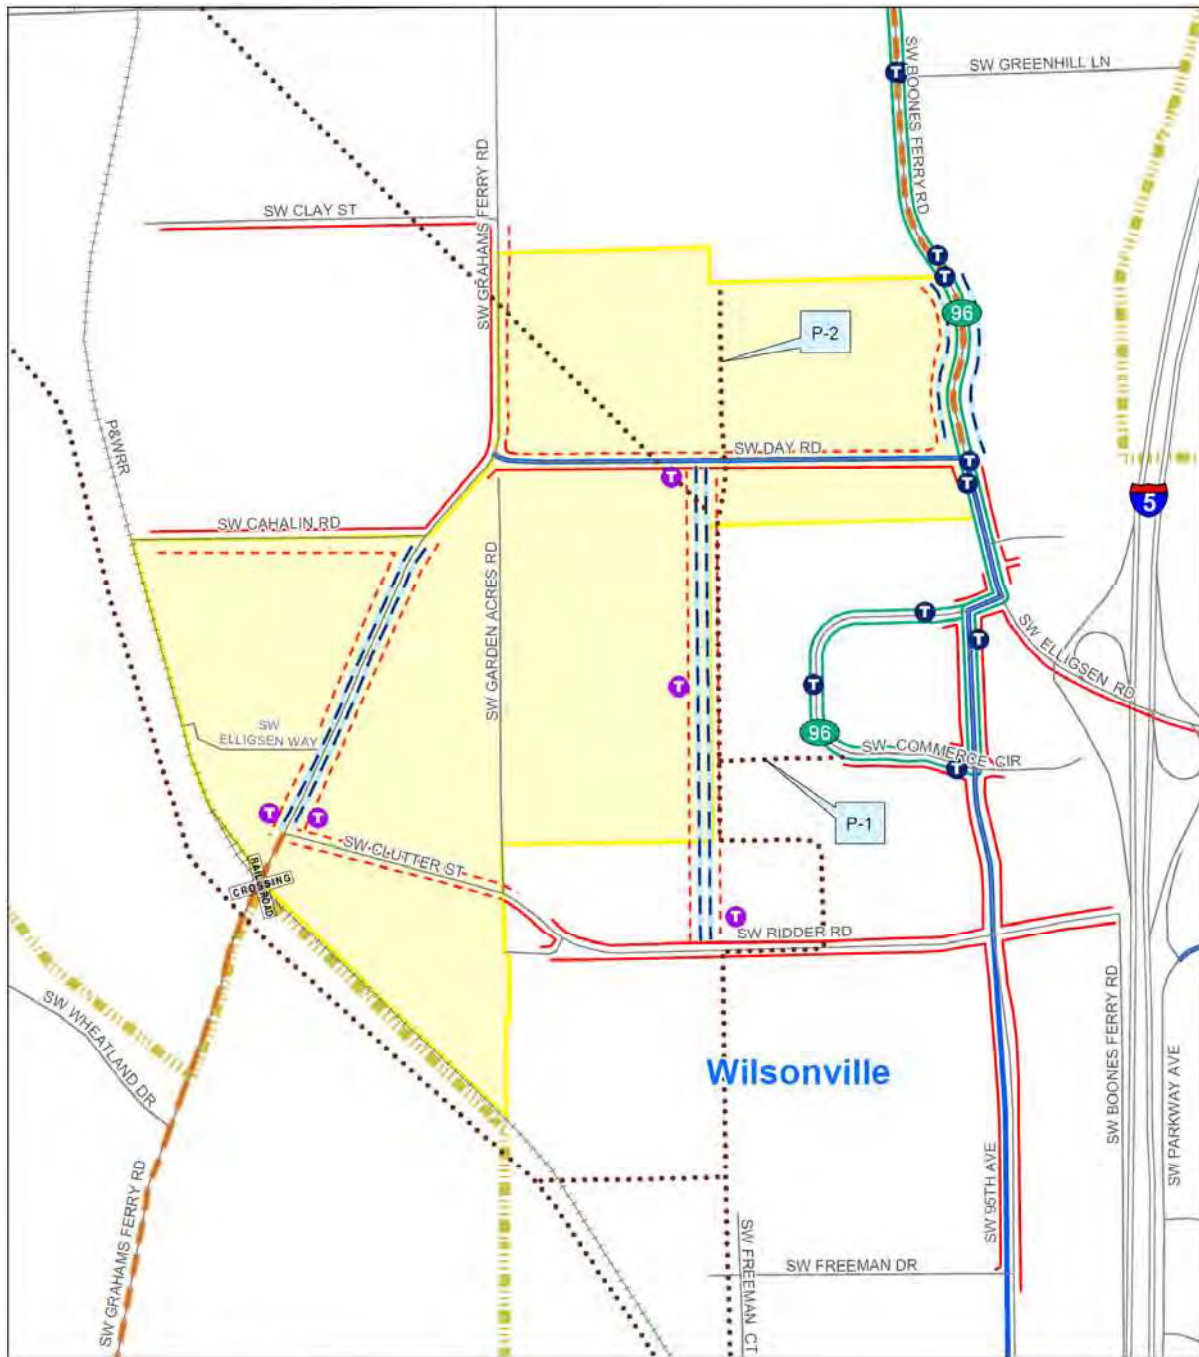 SW BOONES FERRY RD
SW GREENHILL LN
SW GRAHAMS FERRY RD
SW CLAY ST
96
P-2
P&WRR
SW DAY RD
5
SW CAHALIN RD
SW GARDEN ACRES RD
T
T
T
T
T
T
T
T
T
T
T
T
T
T
SW ELLIGSEN RD
SW
ELLIGSEN WAY
96
SW COMMERCE CIR
P-1
SW CLUTTER ST
RAIL ROAD
CROSSING
SW RIDDER RD
SW WHEATLAND DR
Wilsonville
SW BOONES FERRY RD
SW PARKWAY AVE
SW GRAHAMS FERRY RD
SW 95TH AVE
SW FREEMAN CT
SW FREEMAN DR